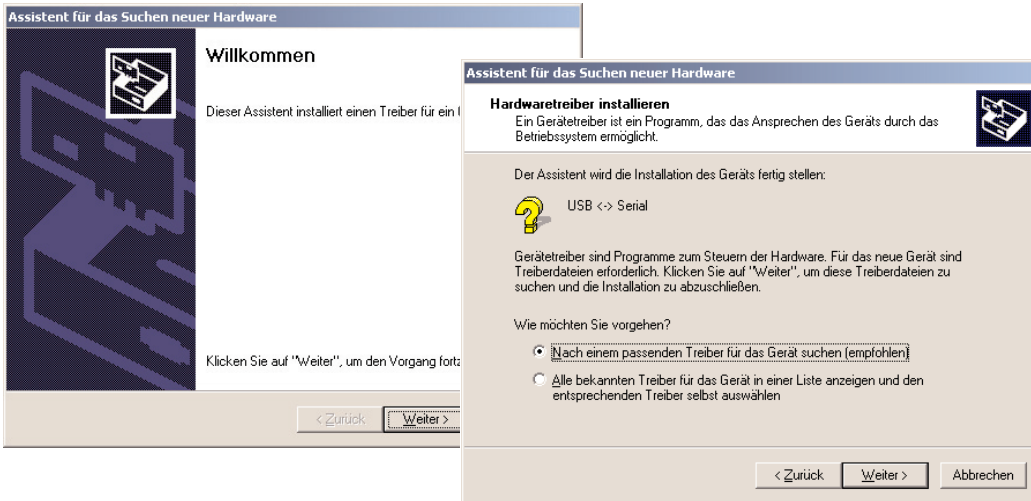 Assistent für das Suchen neuer Hardware
Willkommen
Dieser Assistent installiert einen Treiber für ein
Klicken Sie auf "Weiter", um den Vorgang
< Zurück Weiter >
Assistent für das Suchen neuer Hardware
Hardwaretreiber installieren
Ein Gerätetreiber ist ein Programm, das das Ansprechen des Geräts durch das
Betriebssystem ermöglicht.
Der Assistent wird die Installation des Geräts fertig stellen:
USB <-> Serial
Gerätetreiber sind Programme zum Steuern der Hardware. Für das neue Gerät sind
Treiberdateien erforderlich. Klicken Sie auf "Weiter", um diese Treiberdateien zu
suchen und die Installation zu abzuschließen.
Wie möchten Sie vorgehen?
Nach einem passenden Treiber für das Gerät suchen (empfohlen)
Alle bekannten Treiber für das Gerät in einer Liste anzeigen und den
entsprechenden Treiber selbst auswählen
< Zurück Weiter > Abbrechen